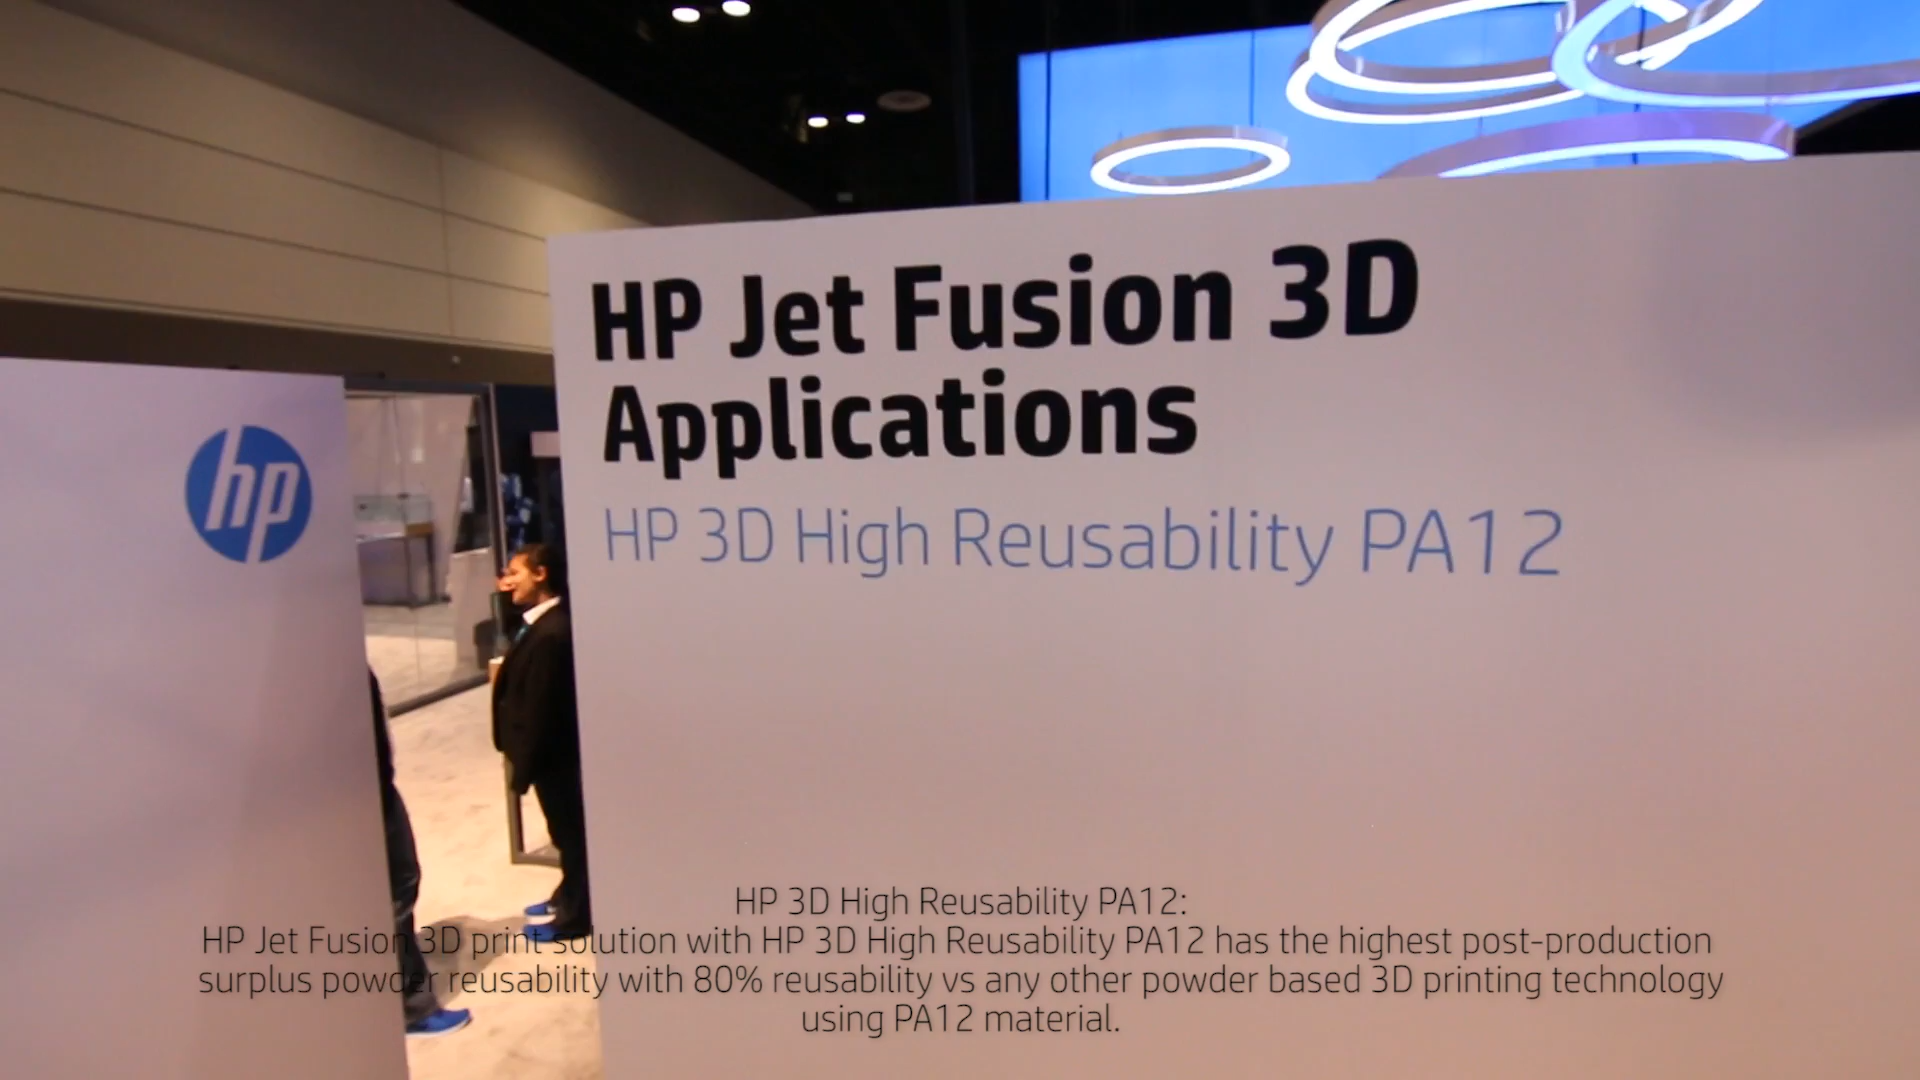 HP Jet Fusion 3D
Applications
HP 3D High Reusability PA12
hp
HP 3D High Reusability PA12:
HP Jet Fusion 3D print solution with HP 3D High Reusability PA12 has the highest post-production
surplus powder reusability with 80% reusability vs any other powder based 3D printing technology
using PA12 material.